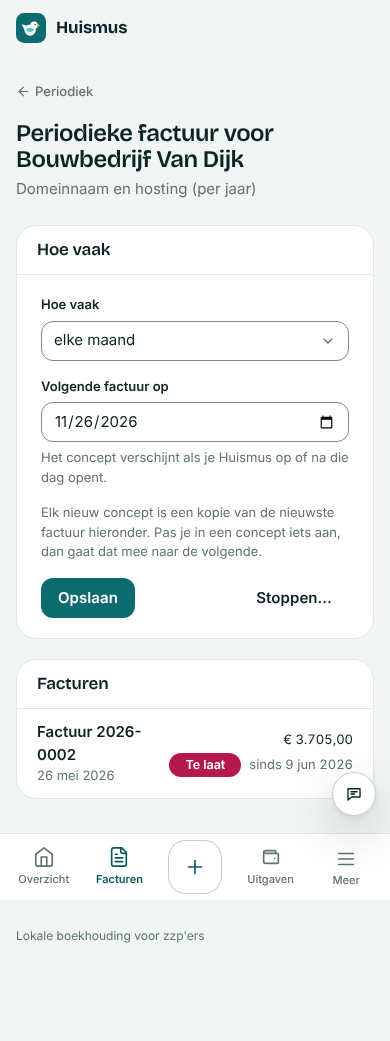 Huismus
← Periodiek
Periodieke factuur voor
Bouwbedrijf Van Dijk
Domeinnaam en hosting (per jaar)
Hoe vaak
Hoe vaak
elke maand
Volgende factuur op
11/26/2026
Het concept verschijnt als je Huismus op of na die
dag opent.
Elk nieuw concept is een kopie van de nieuwste
factuur hieronder. Pas je in een concept iets aan,
dan gaat dat mee naar de volgende.
Opslaan
Stoppen...
Facturen
Factuur 2026-
0002
26 mei 2026
€ 3.705,00
Te laat sinds 9 jun 2026
Overzicht
Facturen
Uitgaven
Meer
Lokale boekhouding voor zzp'ers